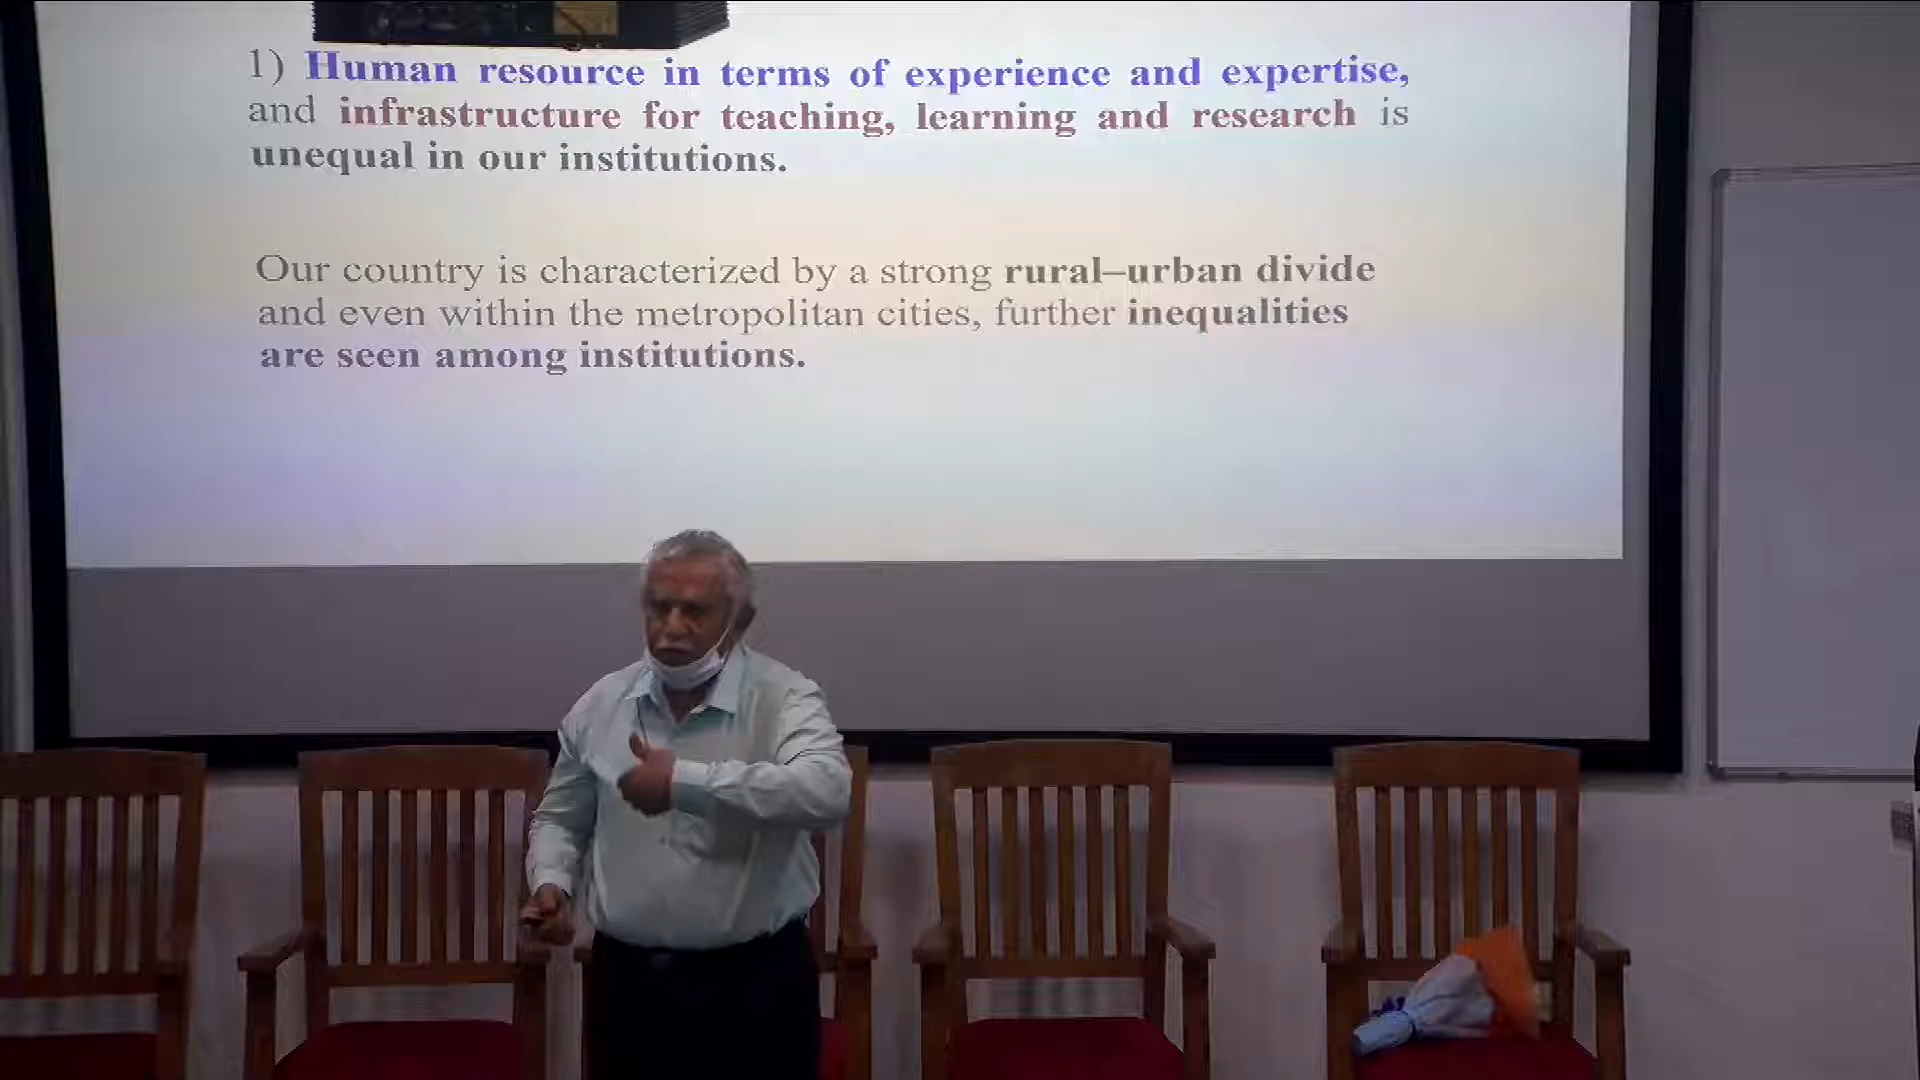 1) Human resource in terms of experience and expertise,
and infrastructure for teaching, learning and research is
unequal in our institutions.
Our country is characterized by a strong rural–urban divide
and even within the metropolitan cities, further inequalities
are seen among institutions.